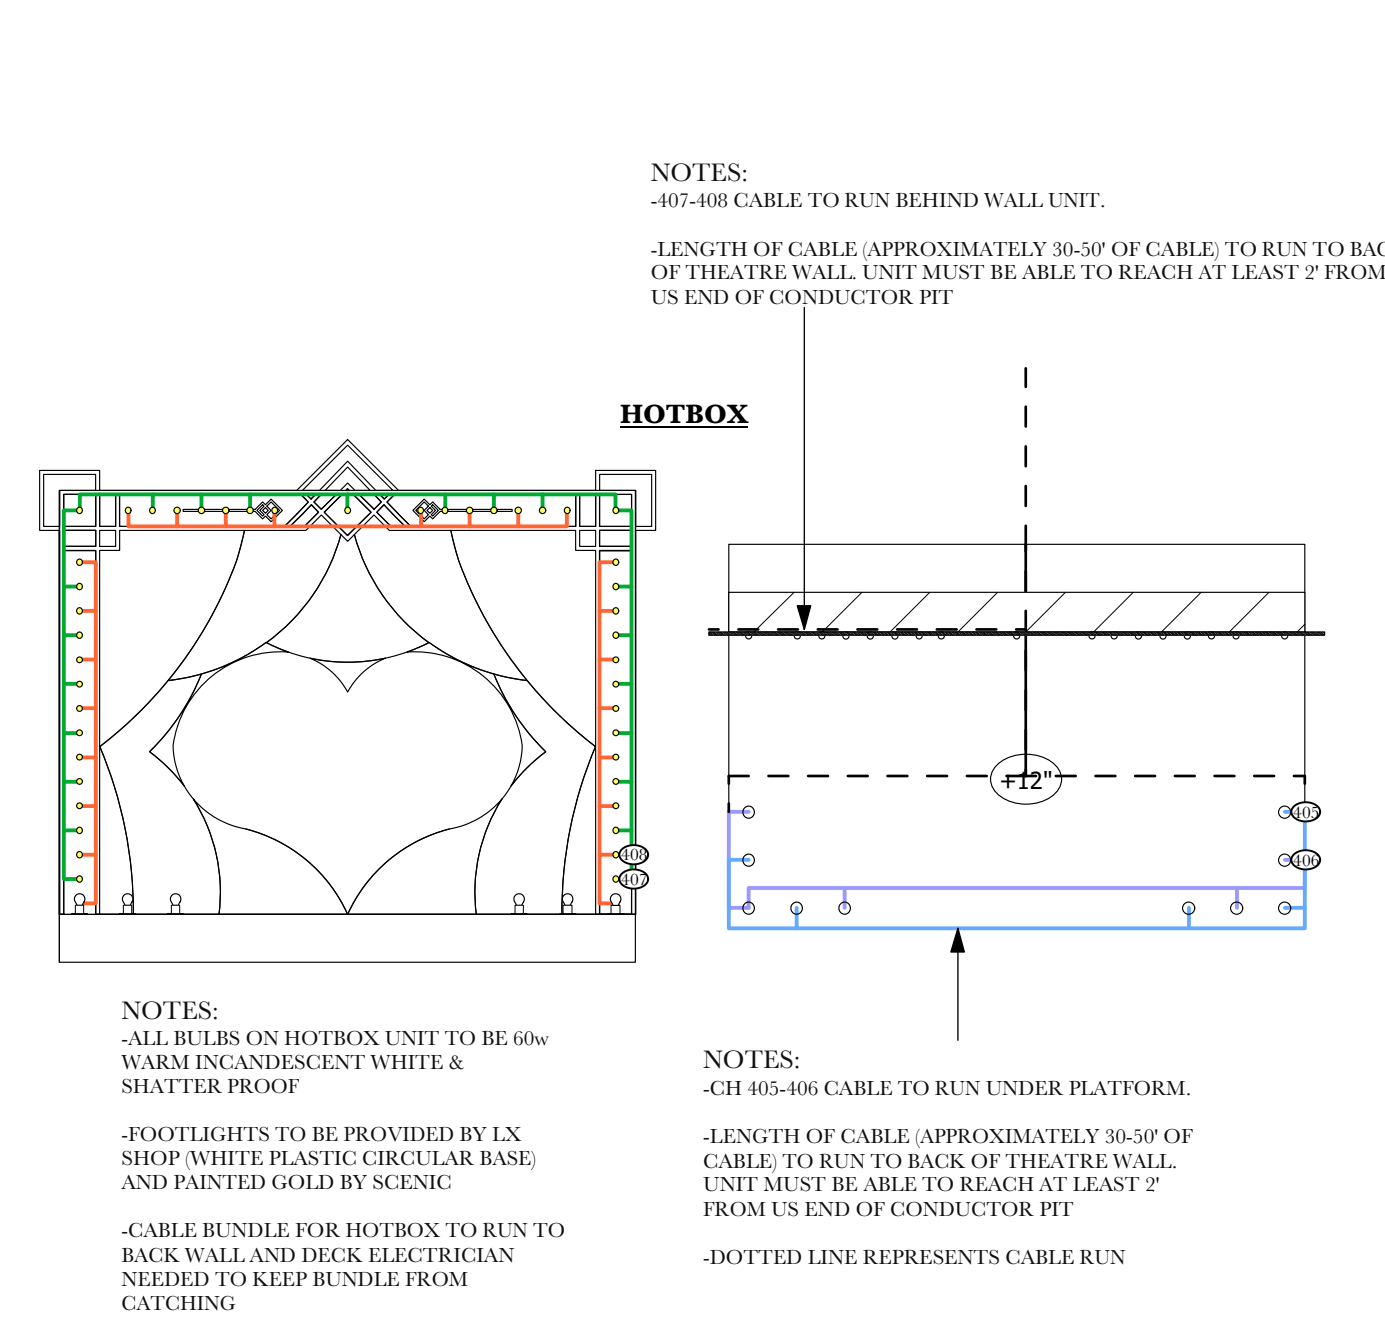 NOTES:
-407-408 CABLE TO RUN BEHIND WALL UNIT.
-LENGTH OF CABLE (APPROXIMATELY 30-50' OF CABLE) TO RUN TO BAC
OF THEATRE WALL. UNIT MUST BE ABLE TO REACH AT LEAST 2' FROM
US END OF CONDUCTOR PIT
HOTBOX
+12"
405
406
408
407
NOTES:
-ALL BULBS ON HOTBOX UNIT TO BE 60w
WARM INCANDESCENT WHITE &
SHATTER PROOF
-FOOTLIGHTS TO BE PROVIDED BY LX
SHOP (WHITE PLASTIC CIRCULAR BASE)
AND PAINTED GOLD BY SCENIC
-CABLE BUNDLE FOR HOTBOX TO RUN TO
BACK WALL AND DECK ELECTRICIAN
NEEDED TO KEEP BUNDLE FROM
CATCHING
NOTES:
-CH 405-406 CABLE TO RUN UNDER PLATFORM.
-LENGTH OF CABLE (APPROXIMATELY 30-50' OF
CABLE) TO RUN TO BACK OF THEATRE WALL.
UNIT MUST BE ABLE TO REACH AT LEAST 2'
FROM US END OF CONDUCTOR PIT
-DOTTED LINE REPRESENTS CABLE RUN